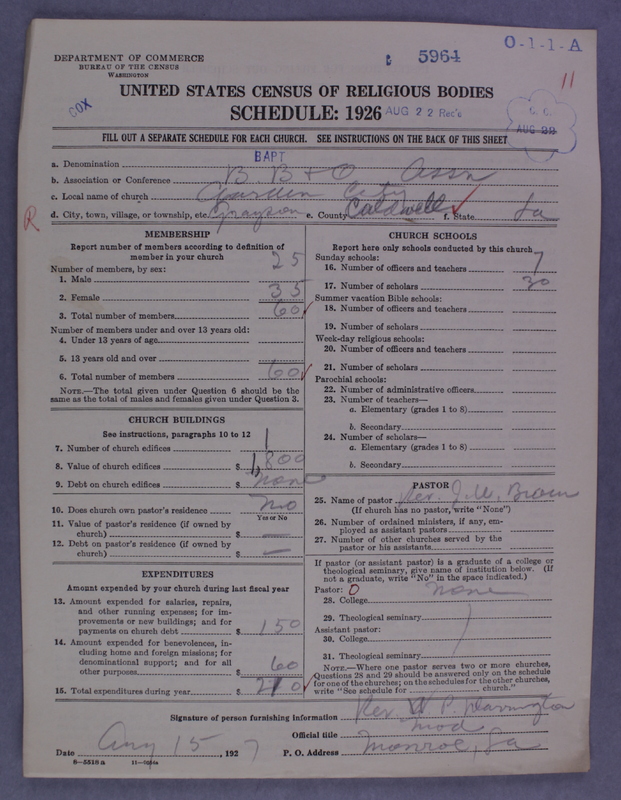 DEPARTMENT OF COMMERCE
BUREAU OF THE CENSUS
WASHINGTON
5964
O-1-1-A
11
COX
UNITED STATES CENSUS OF RELIGIOUS BODIES
SCHEDULE: 1926
AUG 22 Rec'd
AUG 22
FILL OUT A SEPARATE SCHEDULE FOR EACH CHURCH. SEE INSTRUCTIONS ON THE BACK OF THIS SHEET
a. Denomination BAPT
b. Association or Conference B B + O Assn
c. Local name of church Garden City
R d. City, town, village, or township, etc. Grayson e. County Caldwell f. State La
MEMBERSHIP
Report number of members according to definition of
member in your church
Number of members, by sex:
1. Male 25
2. Female 35
3. Total number of members 60
Number of members under and over 13 years old:
4. Under 13 years of age
5. 13 years old and over
6. Total number of members 60
NOTE.—The total given under Question 6 should be the
same as the total of males and females given under Question 3.
CHURCH BUILDINGS
See instructions, paragraphs 10 to 12
7. Number of church edifices 1
8. Value of church edifices $ 1,800
9. Debt on church edifices $ none
10. Does church own pastor's residence No
Yes or No
11. Value of pastor's residence (if owned by
church) $ —
12. Debt on pastor's residence (if owned by
church) $ —
EXPENDITURES
Amount expended by your church during last fiscal year
13. Amount expended for salaries, repairs,
and other running expenses; for im-
provements or new buildings; and for
payments on church debt $ 150
14. Amount expended for benevolences, in-
cluding home and foreign missions; for
denominational support; and for all
other purposes $ 60
15. Total expenditures during year $ 210
CHURCH SCHOOLS
Report here only schools conducted by this church
Sunday schools:
16. Number of officers and teachers 7
17. Number of scholars 30
Summer vacation Bible schools:
18. Number of officers and teachers
19. Number of scholars
Week-day religious schools:
20. Number of officers and teachers
21. Number of scholars
Parochial schools:
22. Number of administrative officers
23. Number of teachers—
a. Elementary (grades 1 to 8)
b. Secondary
24. Number of scholars—
a. Elementary (grades 1 to 8)
b. Secondary
PASTOR
25. Name of pastor Rev. J. W. Brown
(If church has no pastor, write "None")
26. Number of ordained ministers, if any, em-
ployed as assistant pastors
27. Number of other churches served by the
pastor or his assistants
If pastor (or assistant pastor) is a graduate of a college or
theological seminary, give name of institution below. (If
not a graduate, write "No" in the space indicated.)
Pastor: 0
28. College none
29. Theological seminary
Assistant pastor:
30. College
31. Theological seminary
NOTE.—Where one pastor serves two or more churches,
Questions 28 and 29 should be answered only on the schedule
for one of the churches; on the schedules for the other churches,
write "See schedule for church."
Signature of person furnishing information Rev. W. P. Harrington
Official title Mod
Date Aug 15, 1927 P. O. Address Monroe, La
8—5518 a